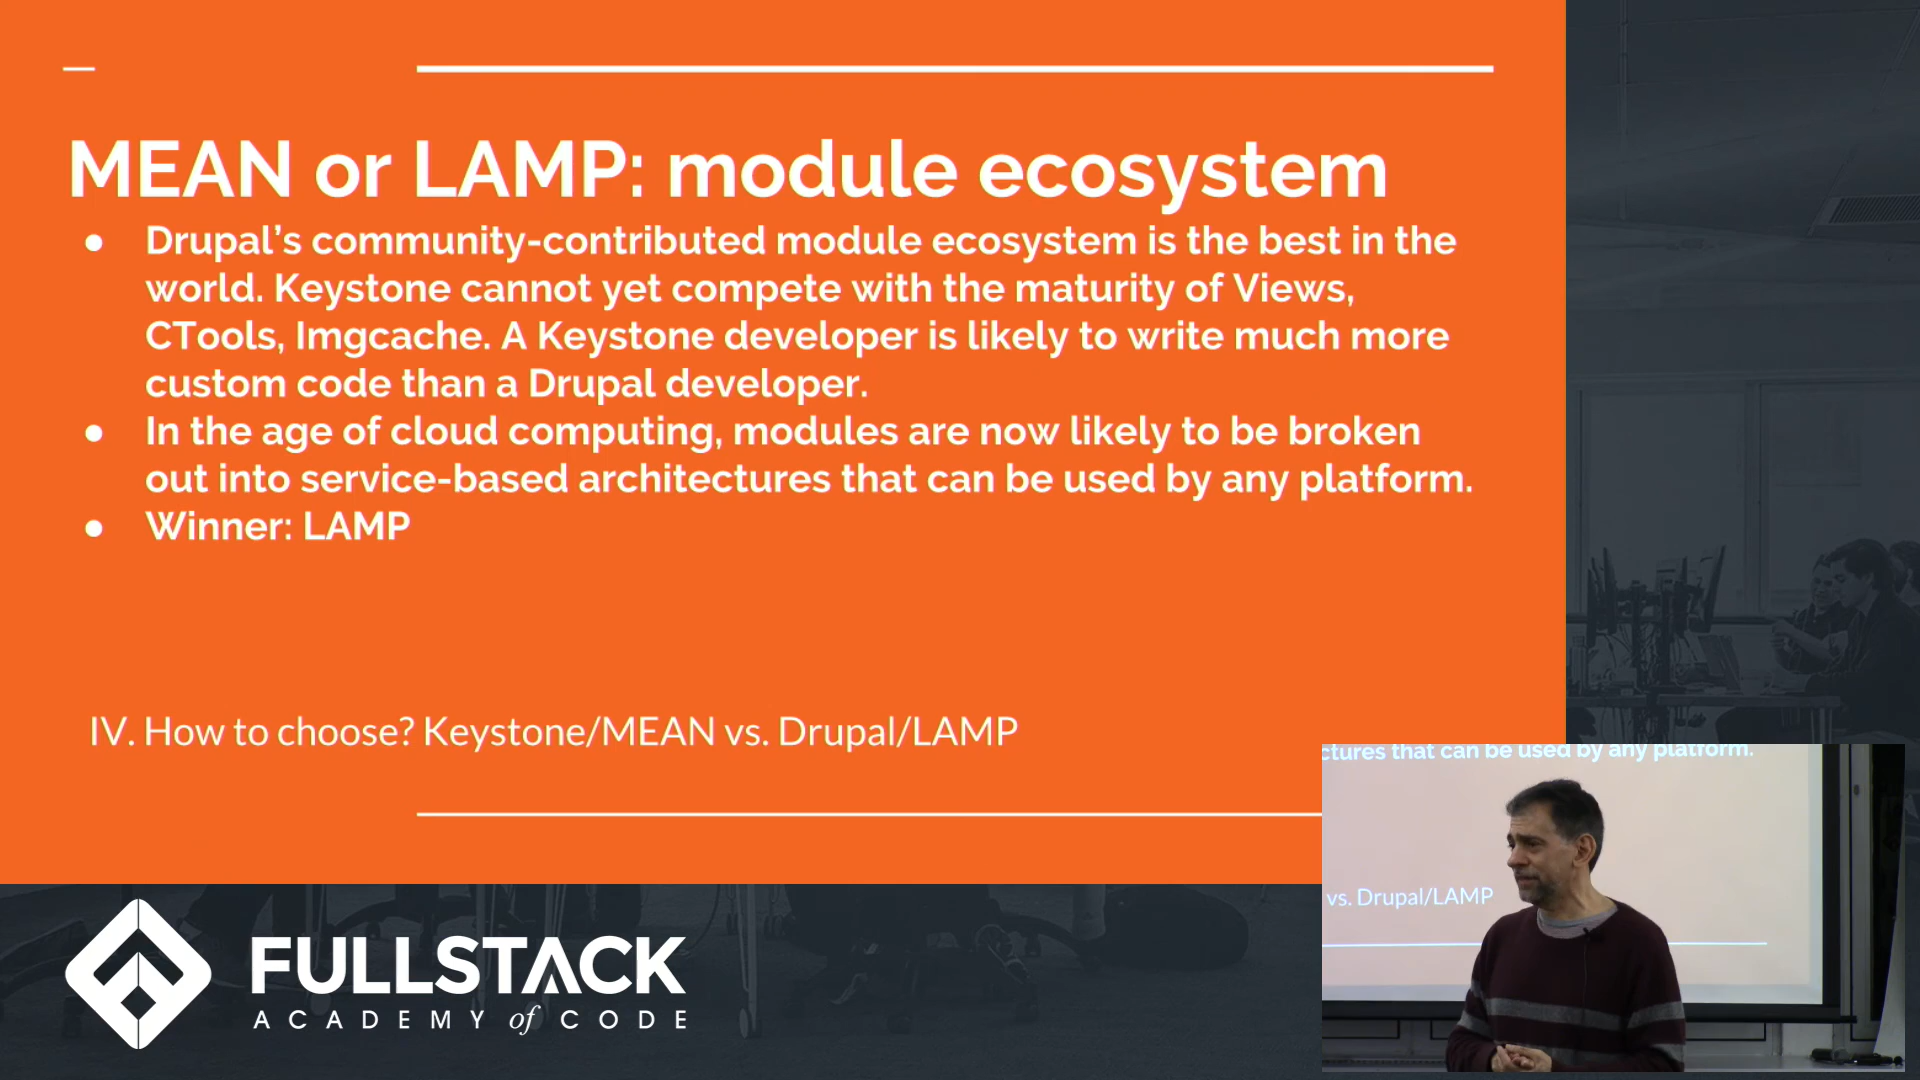 MEAN or LAMP: module ecosystem
● Drupal’s community-contributed module ecosystem is the best in the
world. Keystone cannot yet compete with the maturity of Views,
CTools, Imgcache. A Keystone developer is likely to write much more
custom code than a Drupal developer.
● In the age of cloud computing, modules are now likely to be broken
out into service-based architectures that can be used by any platform.
● Winner: LAMP
IV. How to choose? Keystone/MEAN vs. Drupal/LAMP
ctures that can be used by any platform.
vs. Drupal/LAMP
FULLSTACK
ACADEMY of CODE